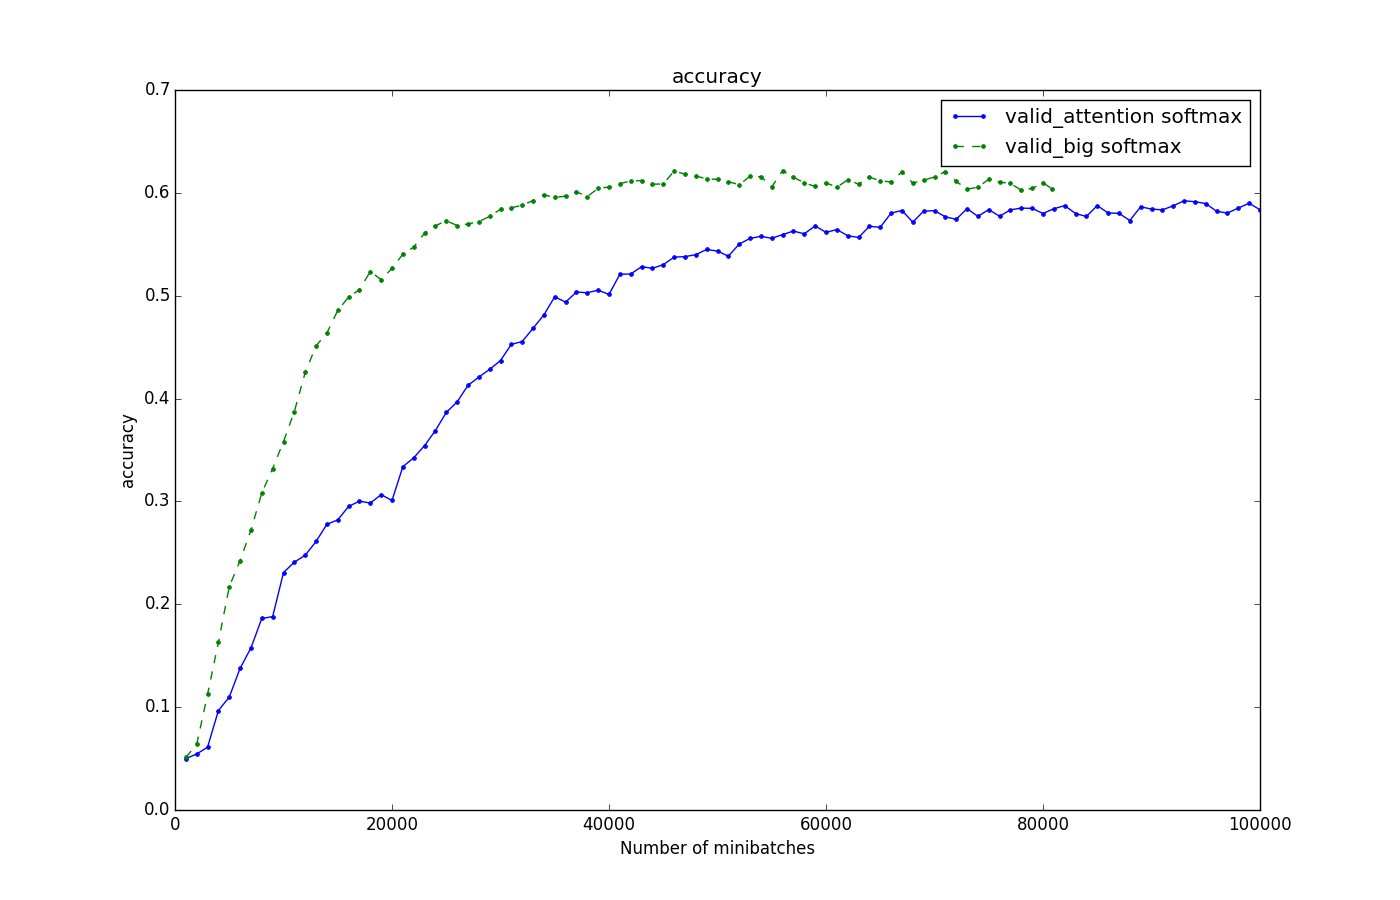 accuracy
0.7
0.6
0.5
0.4
0.3
0.2
0.1
0.0
accuracy
valid_attention softmax
valid_big softmax
0 20000 40000 60000 80000 100000
Number of minibatches